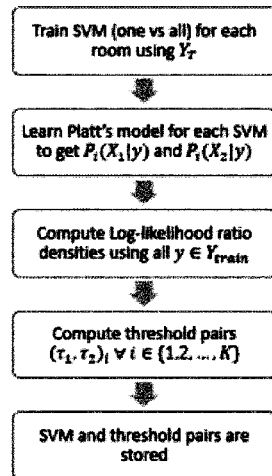 Train SVM (one vs all) for each
room using Y_T
Learn Platt's model for each SVM
to get P_i(X_1|y) and P_i(X_2|y)
Compute Log-likelihood ratio
densities using all y ∈ Y_train
Compute threshold pairs
(τ_1, τ_2)_i ∀ i ∈ {1,2, ..., K}
SVM and threshold pairs are
stored